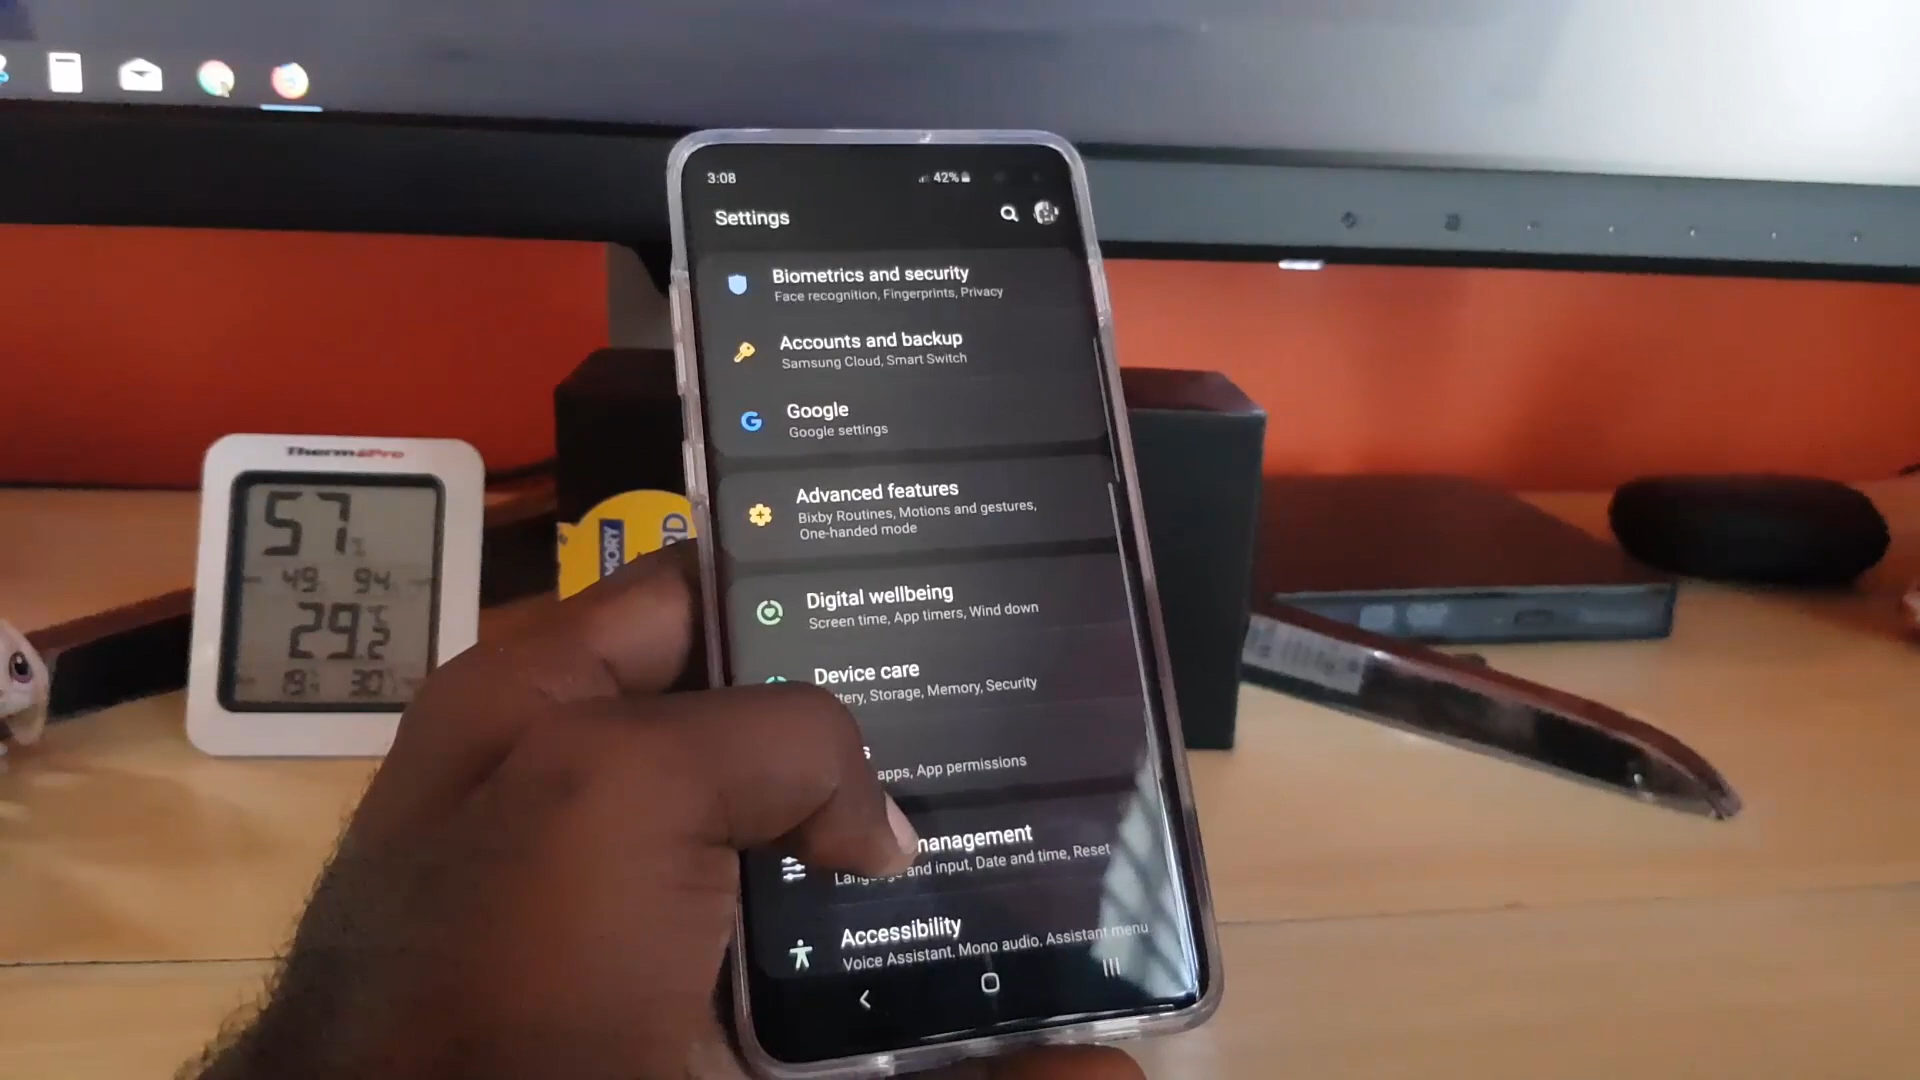 3:08
42%
Settings
Biometrics and security
Face recognition, Fingerprints, Privacy
Accounts and backup
Samsung Cloud, Smart Switch
Google
Google settings
Advanced features
Bixby Routines, Motions and gestures,
One-handed mode
Digital wellbeing
Screen time, App timers, Wind down
Device care
Storage, Memory, Security
apps, App permissions
management
and input, Date and time, Reset
Accessibility
Voice Assistant, Mono audio, Assistant menu
ThermoPro
57
49 94
29.2